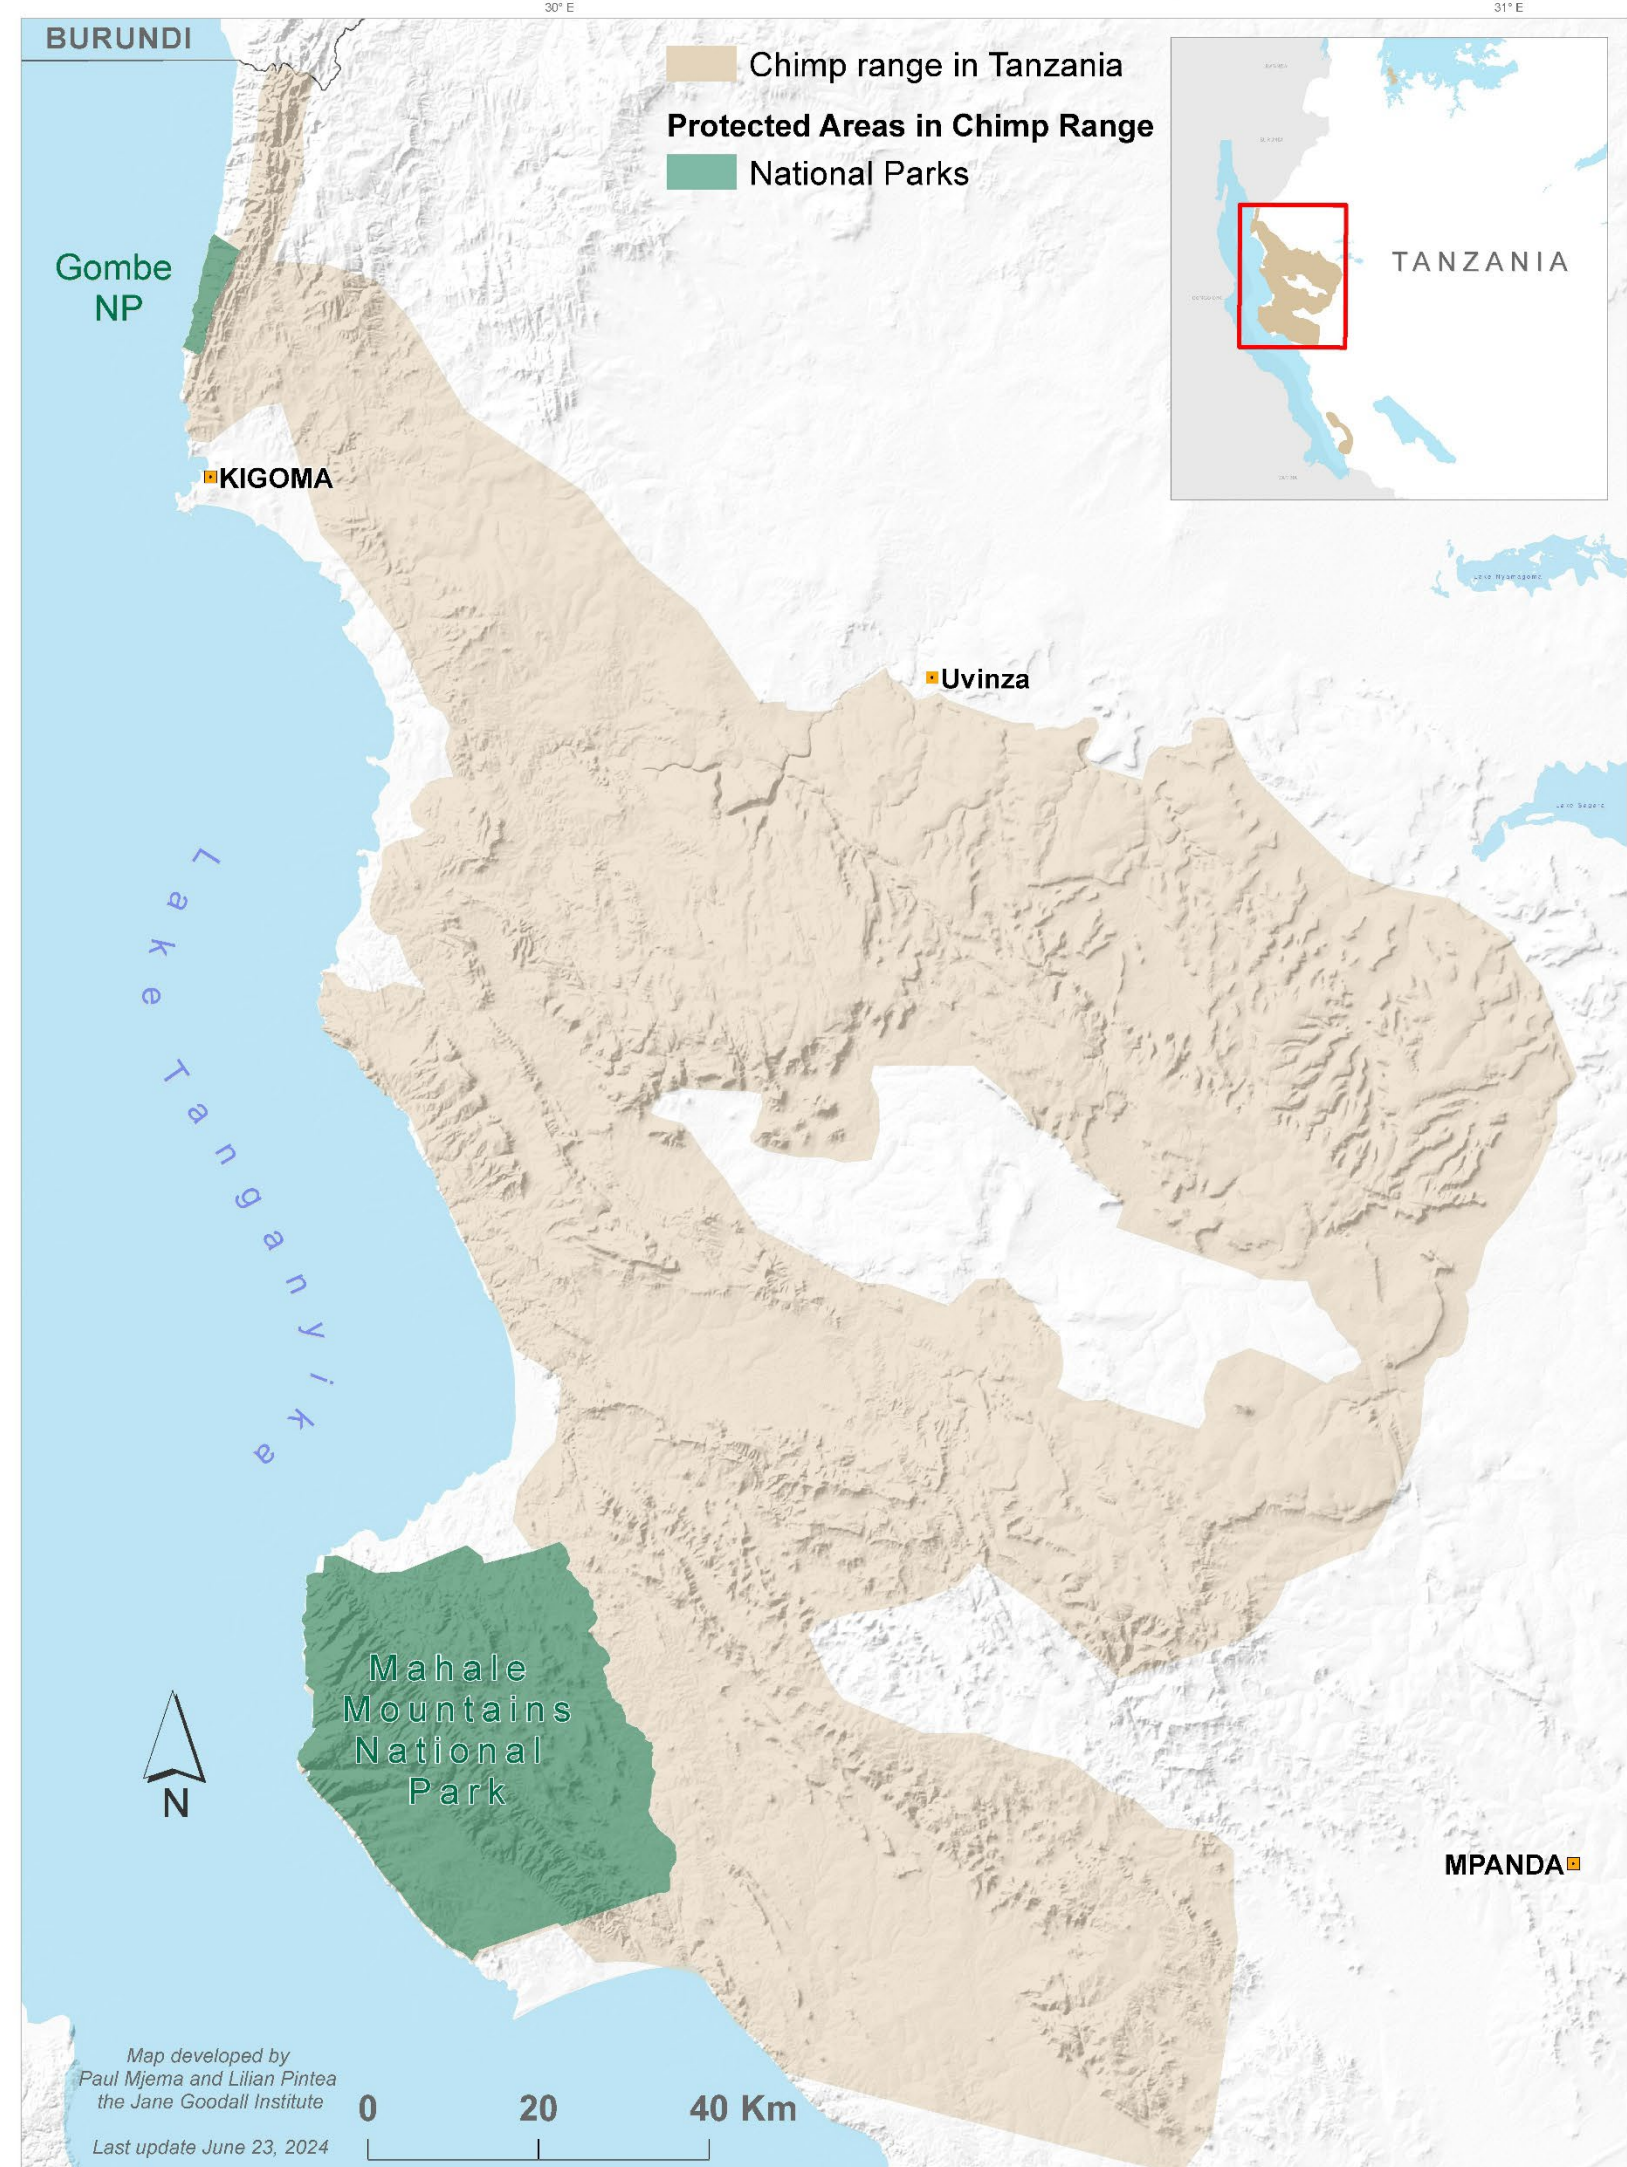 30° E
31° E
BURUNDI
Chimp range in Tanzania
Protected Areas in Chimp Range
National Parks
TANZANIA
Gombe
NP
KIGOMA
Uvinza
Lake Tanganyika
Mahale
Mountains
National
Park
N
MPANDA
Map developed by
Paul Mjema and Lilian Pintea
the Jane Goodall Institute
Last update June 23, 2024
0 20 40 Km